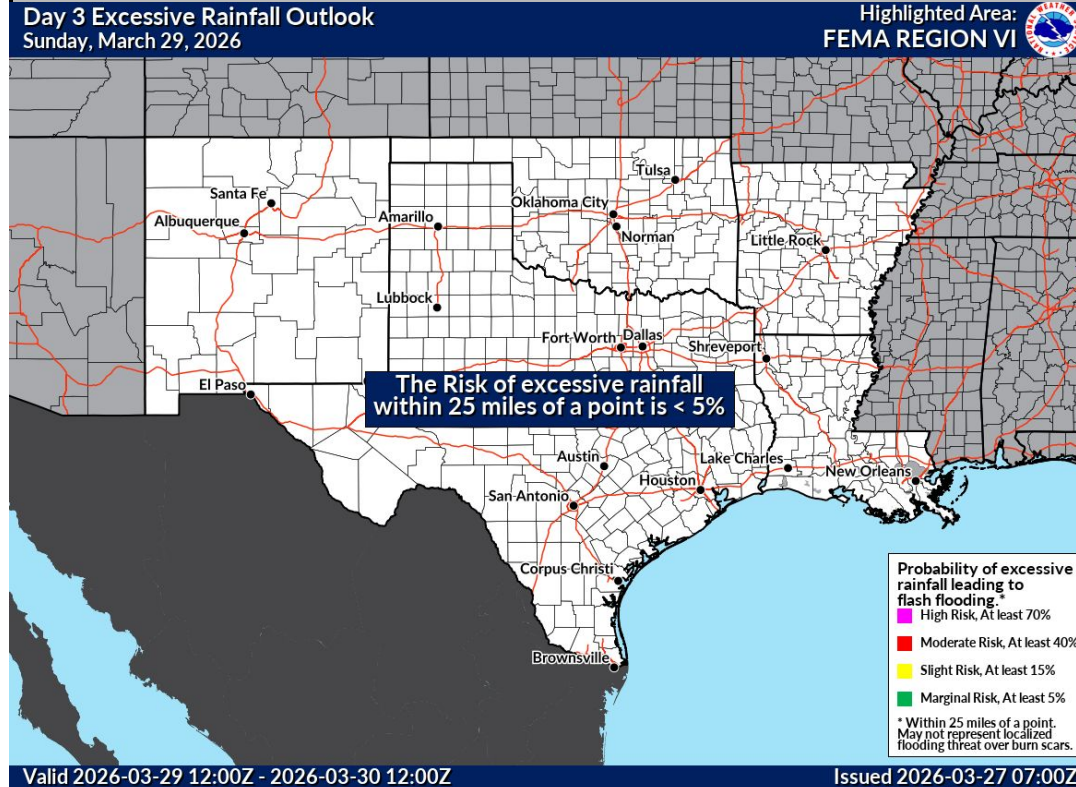 Day 3 Excessive Rainfall Outlook
Sunday, March 29, 2026
Highlighted Area:
FEMA REGION VI
Santa Fe
Albuquerque
Amarillo
Lubbock
Tulsa
Oklahoma City
Norman
Little Rock
Fort Worth
Dallas
Shreveport
El Paso
The Risk of excessive rainfall
within 25 miles of a point is < 5%
Austin
San Antonio
Houston
Lake Charles
New Orleans
Corpus Christi
Brownsville
Probability of excessive
rainfall leading to
flash flooding.*
High Risk, At least 70%
Moderate Risk, At least 40%
Slight Risk, At least 15%
Marginal Risk, At least 5%
* Within 25 miles of a point.
May not represent localized
flooding threat over burn scars.
Valid 2026-03-29 12:00Z - 2026-03-30 12:00Z
Issued 2026-03-27 07:00Z